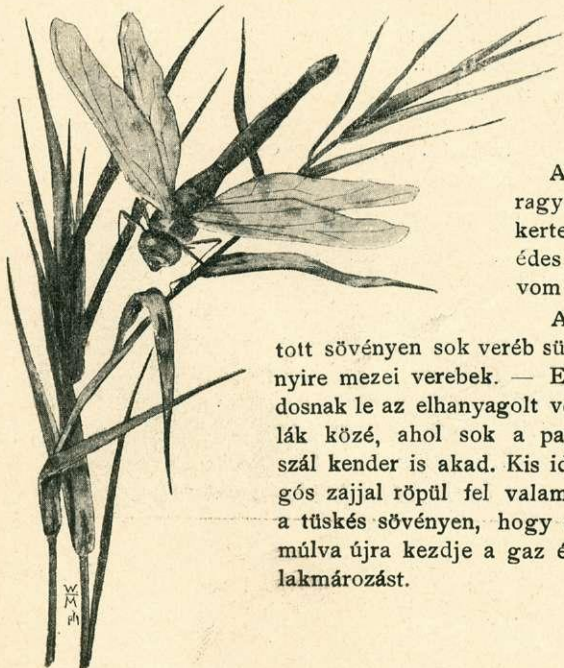 A
ragy
kerte
édes
vom
A
tott sövényen sok veréb sü
nyire mezei verebek. — E
dosnak le az elhanyagolt v
lák közé, ahol sok a pa
szál kender is akad. Kis id
gós zajjal röpül fel valam
a tüskés sövényen, hogy
múlva újra kezdje a gaz é
lakmározást.
W
M
ph